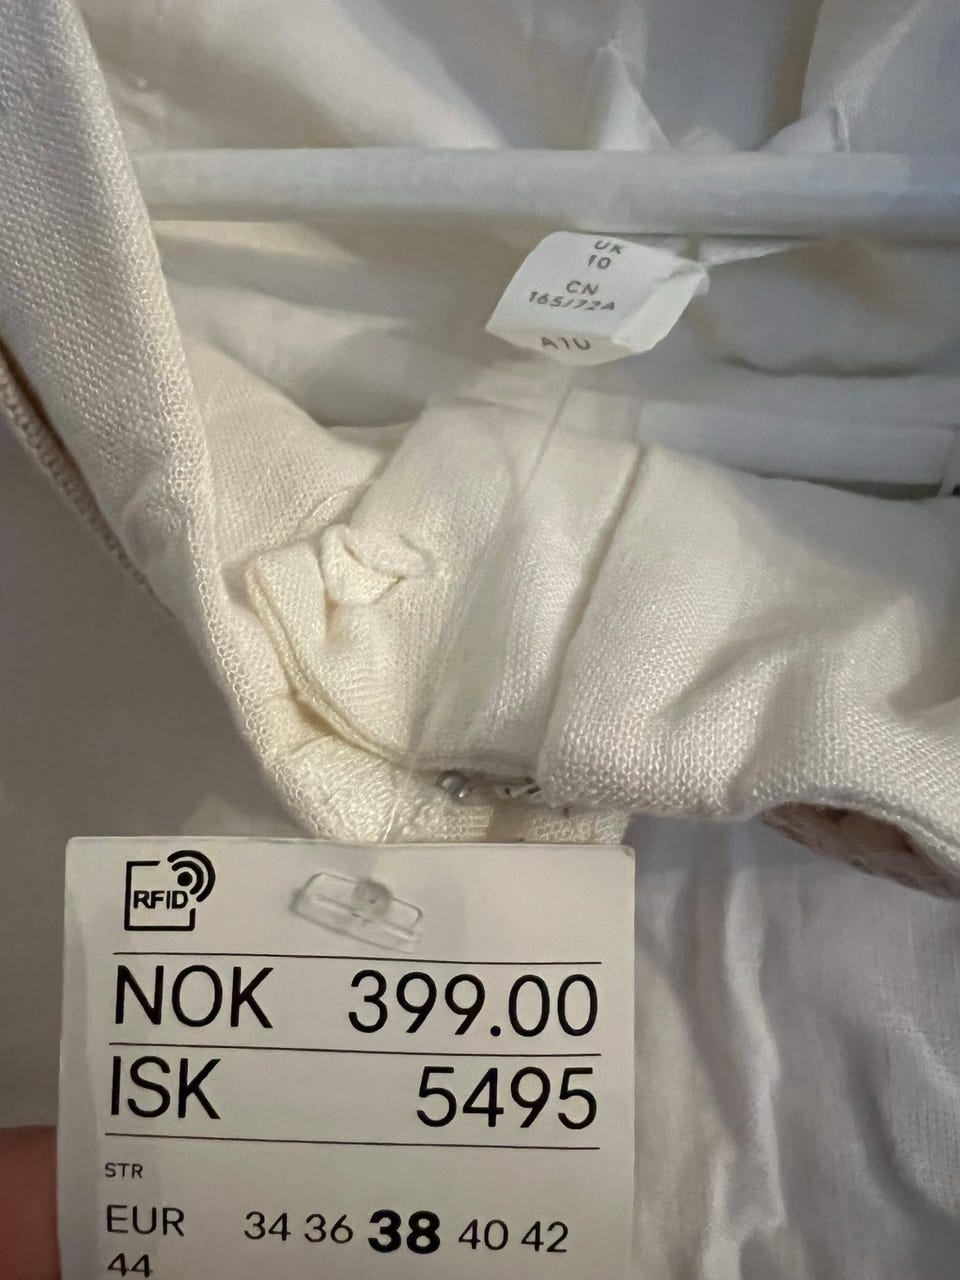 UK
10
CN
165/72A
A1U
RFID
NOK 399.00
ISK 5495
STR
EUR 34 36 38 40 42
44